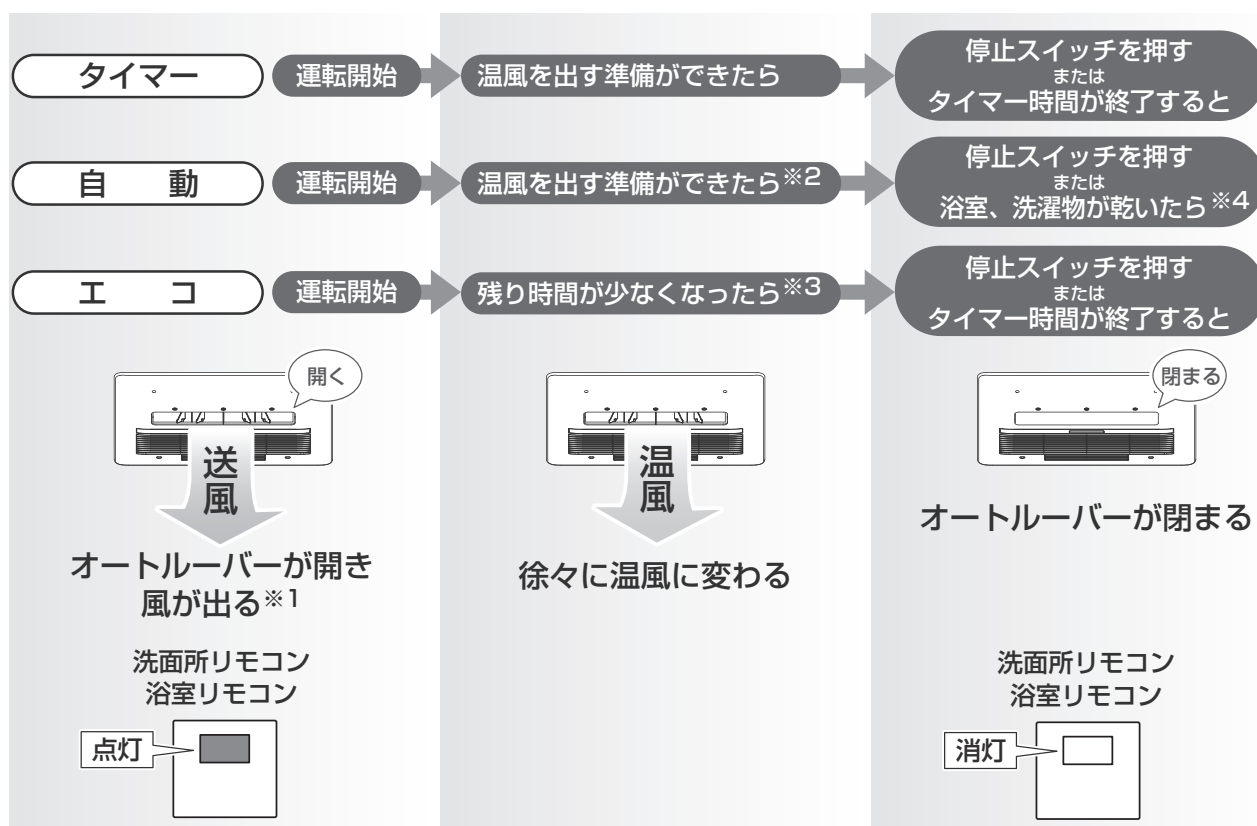 タイマー
運転開始
温風を出す準備ができたら
停止スイッチを押す
または
タイマー時間が終了すると
自 動
運転開始
温風を出す準備ができたら※2
停止スイッチを押す
または
浴室、洗濯物が乾いたら※4
エ コ
運転開始
残り時間が少なくなったら※3
停止スイッチを押す
または
タイマー時間が終了すると
開く
送風
オートルーバーが開き
風が出る※1
洗面所リモコン
浴室リモコン
点灯
温風
徐々に温風に変わる
閉まる
オートルーバーが閉まる
洗面所リモコン
浴室リモコン
消灯